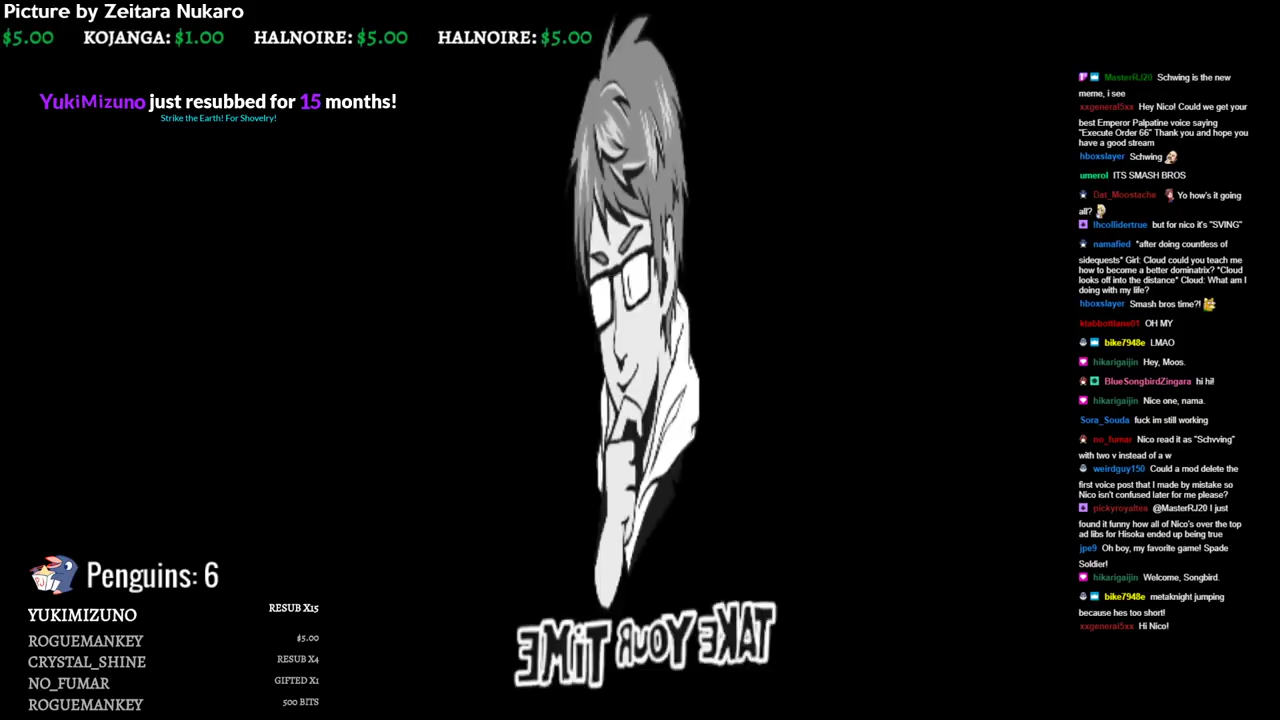 Picture by Zeitara Nukaro
$5.00 KOJANGA: $1.00 HALNOIRE: $5.00 HALNOIRE: $5.00
YukiMizuno just resubbed for 15 months!
Strike the Earth! For Shovelry!
TAKE YOUR TIME
Penguins: 6
YUKIMIZUNO RESUB X15
ROGUEMANKEY $5.00
CRYSTAL_SHINE RESUB X4
NO_FUMAR GIFTED X1
ROGUEMANKEY 500 BITS
MasterRJ20 Schwing is the new
meme, i see
xxgeneral5xx Hey Nico! Could we get your
best Emperor Palpatine voice saying
"Execute Order 66" Thank you and hope you
have a good stream
hboxslayer Schwing
umerol ITS SMASH BROS
Dat_Moostache Yo how's it going
all?
lhcollidertrue but for nico it's "SVING"
namafied *after doing countless of
sidequests* Girl: Cloud could you teach me
how to become a better dominatrix? *Cloud
looks off into the distance* Cloud: What am I
doing with my life?
hboxslayer Smash bros time?!
OH MY
bike7948e LMAO
hikarigaijin Hey, Moos.
BlueSongbirdZingara hi hi!
hikarigaijin Nice one, nama.
Sora_Souda fuck im still working
no_fumar Nico read it as "Schvving"
with two v instead of a w
weirdguy150 Could a mod delete the
first voice post that I made by mistake so
Nico isn't confused later for me please?
pickyroyaltea @MasterRJ20 I just
found it funny how all of Nico's over the top
ad libs for Hisoka ended up being true
jpe9 Oh boy, my favorite game! Spade
Soldier!
hikarigaijin Welcome, Songbird.
bike7948e metaknight jumping
because hes too short!
xxgeneral5xx Hi Nico!